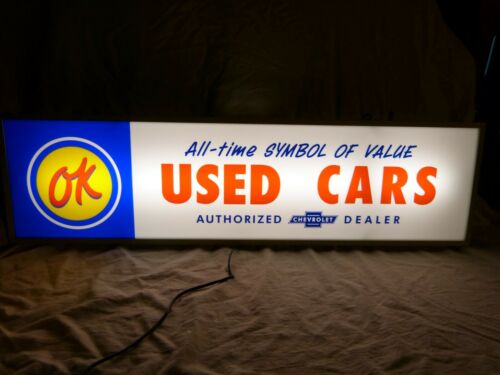 OK
All-time SYMBOL OF VALUE
USED CARS
AUTHORIZED CHEVROLET DEALER